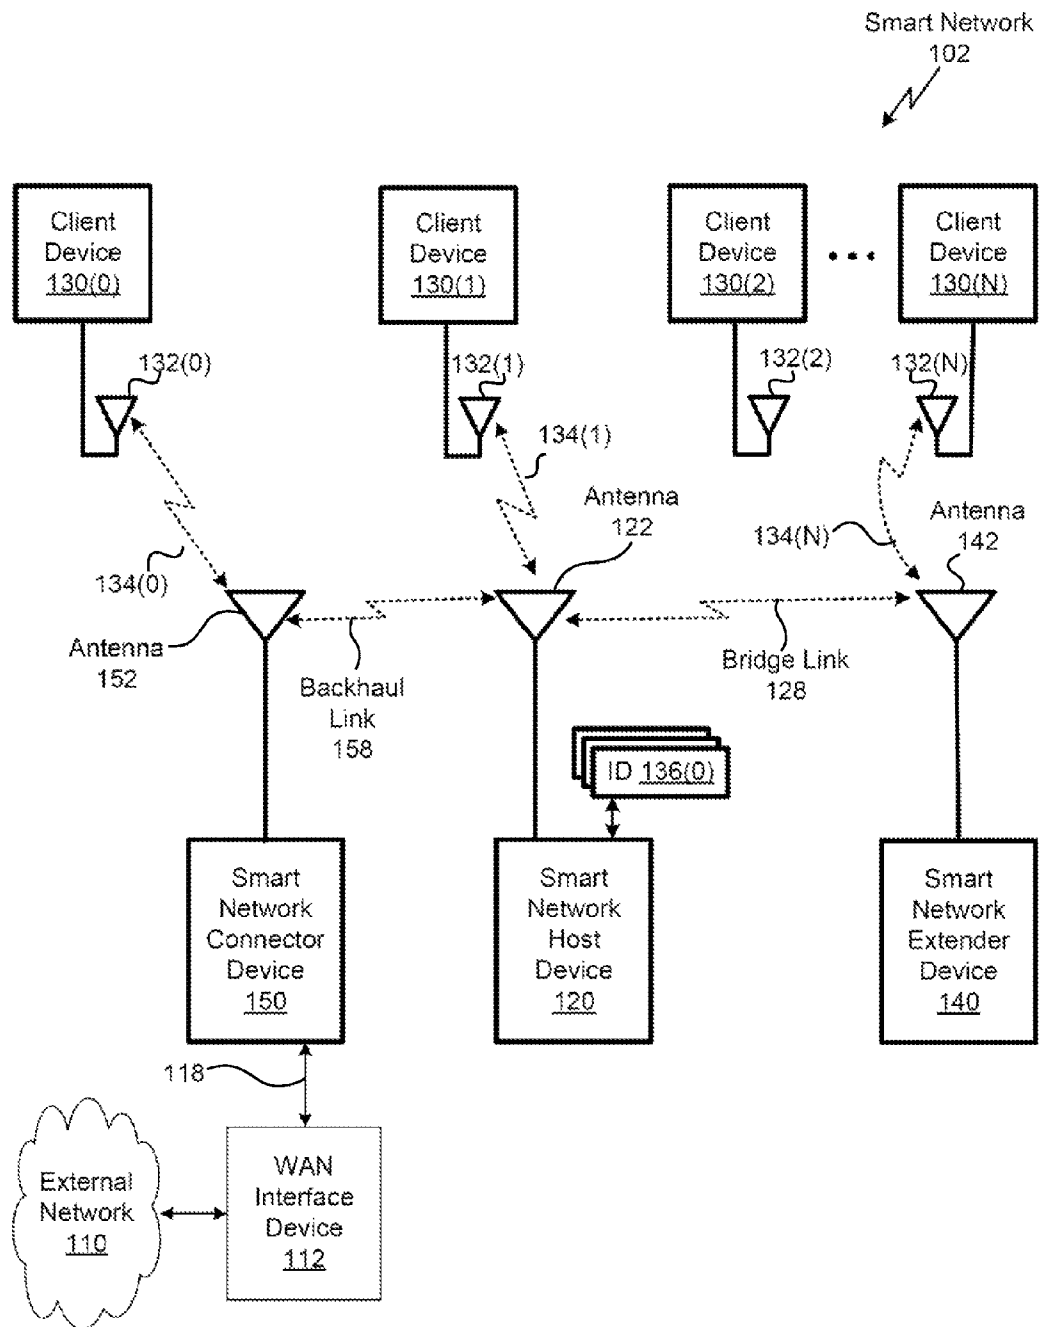 Smart Network
102
Client
Device
130(0)
Client
Device
130(1)
Client
Device
130(2)
Client
Device
130(N)
132(0)
132(1)
132(2)
132(N)
134(0)
134(1)
134(N)
Antenna
122
Antenna
142
Antenna
152
Backhaul
Link
158
Bridge Link
128
ID 136(0)
Smart
Network
Connector
Device
150
Smart
Network
Host
Device
120
Smart
Network
Extender
Device
140
118
External
Network
110
WAN
Interface
Device
112